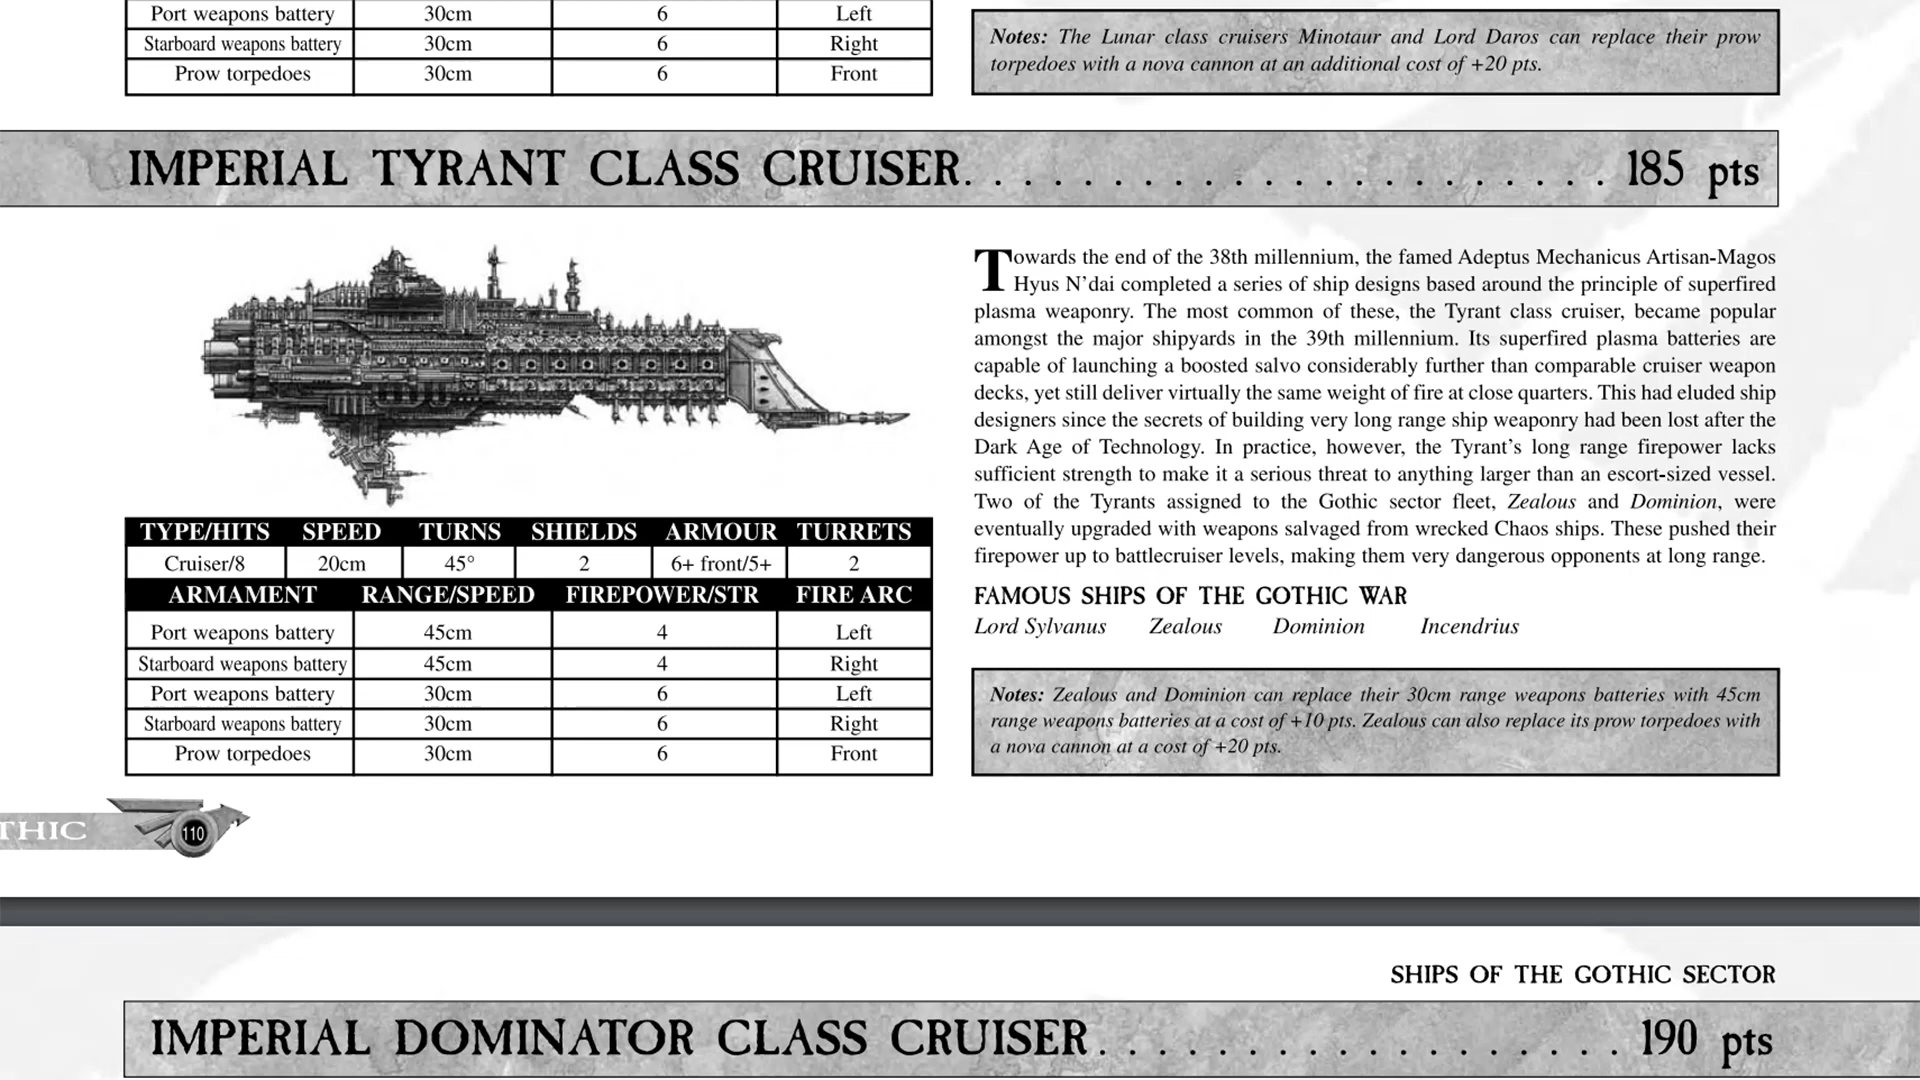 Port weapons battery 30cm 6 Left
Starboard weapons battery 30cm 6 Right
Prow torpedoes 30cm 6 Front
Notes: The Lunar class cruisers Minotaur and Lord Daros can replace their prow
torpedoes with a nova cannon at an additional cost of +20 pts.
IMPERIAL TYRANT CLASS CRUISER. . . . . . . . . . . . . . . . . . . . . . 185 pts
Towards the end of the 38th millennium, the famed Adeptus Mechanicus Artisan-Magos
Hyus N'dai completed a series of ship designs based around the principle of superfired
plasma weaponry. The most common of these, the Tyrant class cruiser, became popular
amongst the major shipyards in the 39th millennium. Its superfired plasma batteries are
capable of launching a boosted salvo considerably further than comparable cruiser weapon
decks, yet still deliver virtually the same weight of fire at close quarters. This had eluded ship
designers since the secrets of building very long range ship weaponry had been lost after the
Dark Age of Technology. In practice, however, the Tyrant's long range firepower lacks
sufficient strength to make it a serious threat to anything larger than an escort-sized vessel.
Two of the Tyrants assigned to the Gothic sector fleet, Zealous and Dominion, were
eventually upgraded with weapons salvaged from wrecked Chaos ships. These pushed their
firepower up to battlecruiser levels, making them very dangerous opponents at long range.
TYPE/HITS SPEED TURNS SHIELDS ARMOUR TURRETS
Cruiser/8 20cm 45° 2 6+ front/5+ 2
ARMAMENT RANGE/SPEED FIREPOWER/STR FIRE ARC
Port weapons battery 45cm 4 Left
Starboard weapons battery 45cm 4 Right
Port weapons battery 30cm 6 Left
Starboard weapons battery 30cm 6 Right
Prow torpedoes 30cm 6 Front
FAMOUS SHIPS OF THE GOTHIC WAR
Lord Sylvanus Zealous Dominion Incendrius
Notes: Zealous and Dominion can replace their 30cm range weapons batteries with 45cm
range weapons batteries at a cost of +10 pts. Zealous can also replace its prow torpedoes with
a nova cannon at a cost of +20 pts.
THIC 110
SHIPS OF THE GOTHIC SECTOR
IMPERIAL DOMINATOR CLASS CRUISER. . . . . . . . . . . . . . . . . . 190 pts